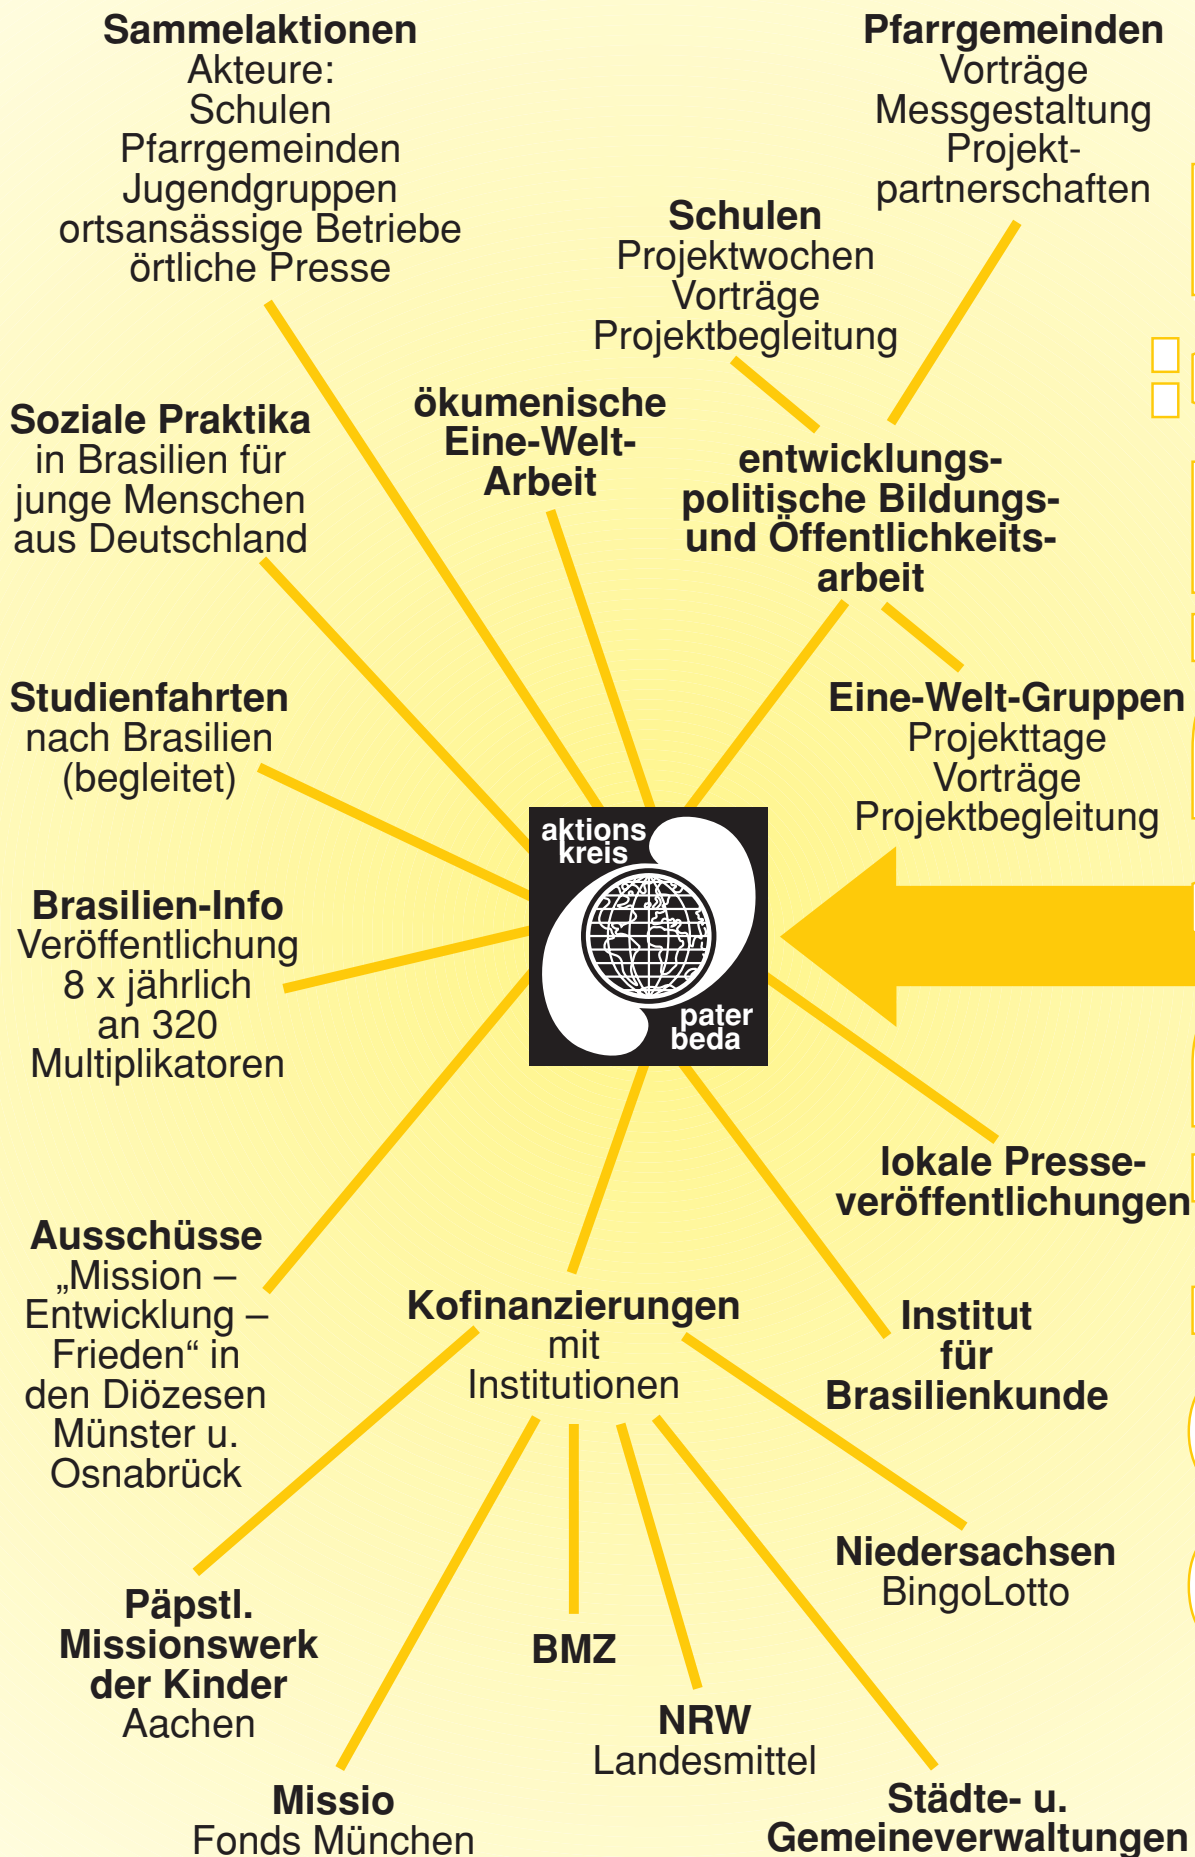 Sammelaktionen
Akteure:
Schulen
Pfarrgemeinden
Jugendgruppen
ortsansässige Betriebe
örtliche Presse
Pfarrgemeinden
Vorträge
Messgestaltung
Projekt-
partnerschaften
Schulen
Projektwochen
Vorträge
Projektbegleitung
Soziale Praktika
in Brasilien für
junge Menschen
aus Deutschland
ökumenische
Eine-Welt-
Arbeit
entwicklungs-
politische Bildungs-
und Öffentlichkeits-
arbeit
Studienfahrten
nach Brasilien
(begleitet)
Eine-Welt-Gruppen
Projekttage
Vorträge
Projektbegleitung
aktions
kreis
pater
beda
Brasilien-Info
Veröffentlichung
8 x jährlich
an 320
Multiplikatoren
lokale Presse-
veröffentlichungen
Ausschüsse
„Mission –
Entwicklung –
Frieden“ in
den Diözesen
Münster u.
Osnabrück
Kofinanzierungen
mit
Institutionen
Institut
für
Brasilienkunde
Niedersachsen
BingoLotto
Päpstl.
Missionswerk
der Kinder
Aachen
BMZ
NRW
Landesmittel
Missio
Fonds München
Städte- u.
Gemeineverwaltungen